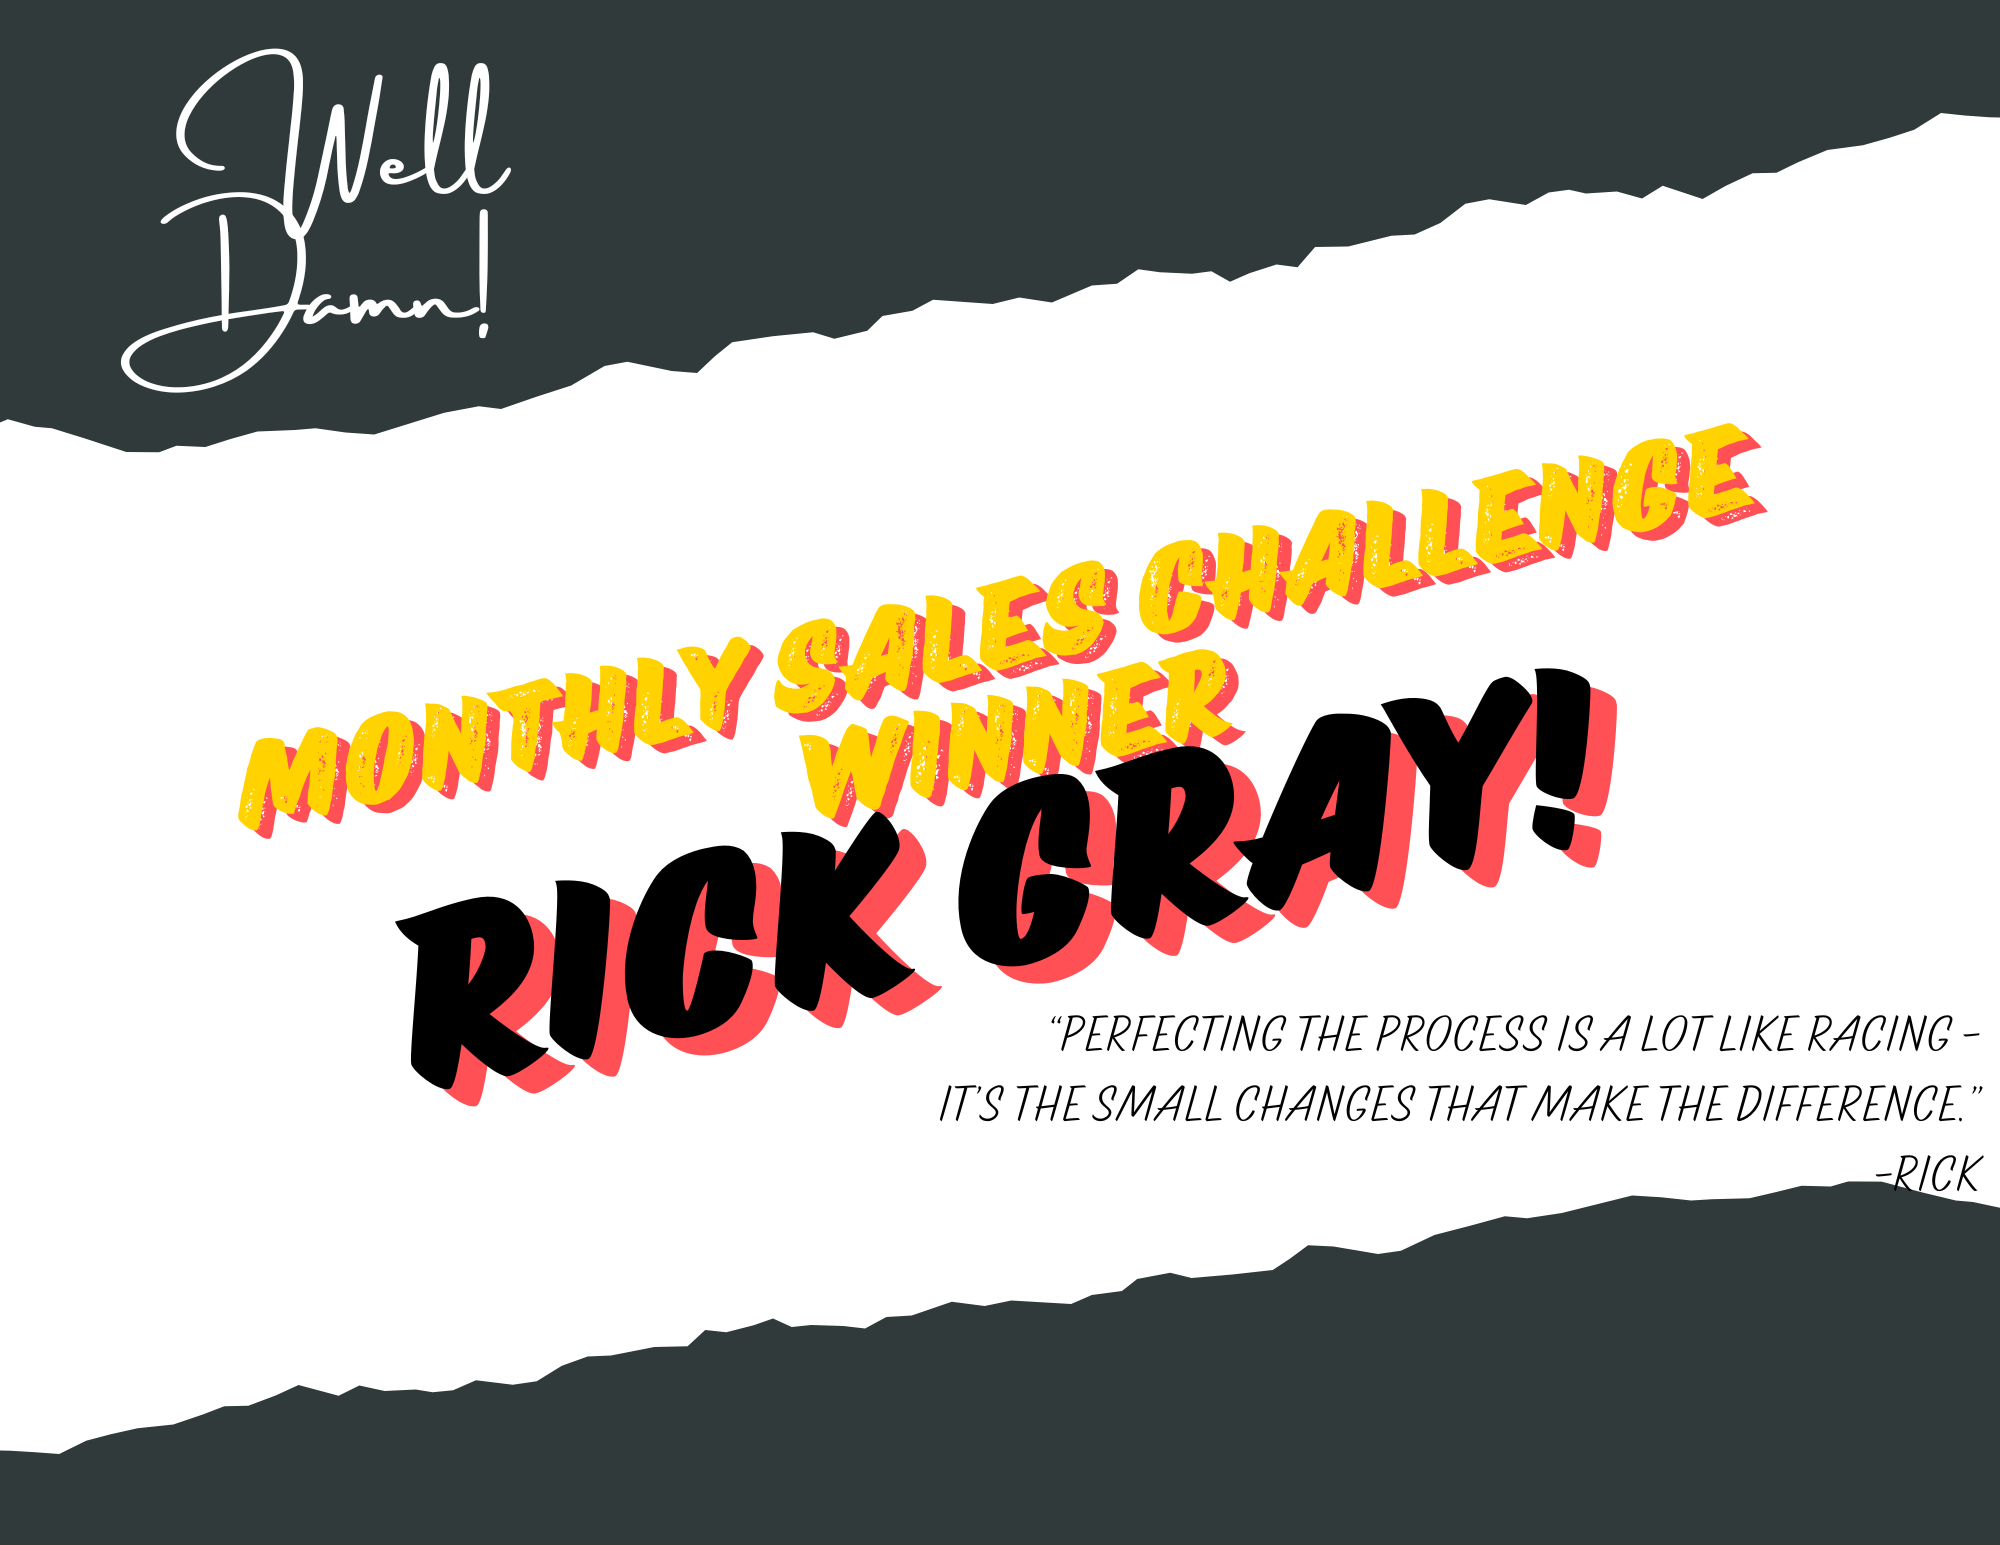 Well
Damn!
MONTHLY SALES CHALLENGE
WINNER
RICK GRAY!
“PERFECTING THE PROCESS IS A LOT LIKE RACING -
IT'S THE SMALL CHANGES THAT MAKE THE DIFFERENCE.”
-RICK